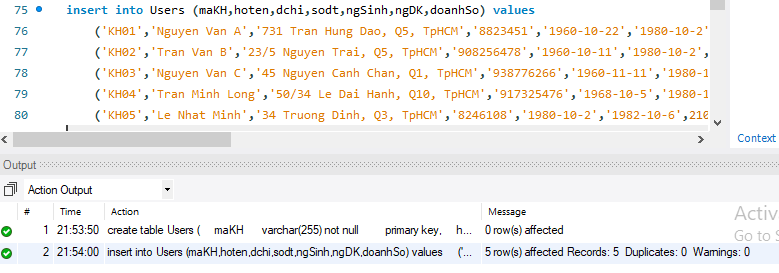 75 insert into Users (maKH,hoten,dchi,sodt,ngSinh,ngDK,doanhSo) values
76 ('KH01','Nguyen Van A','731 Tran Hung Dao, Q5, TpHCM','8823451','1960-10-22','1980-10-2'
77 ('KH02','Tran Van B','23/5 Nguyen Trai, Q5, TpHCM','908256478','1960-10-11','1980-10-2',
78 ('KH03','Nguyen Van C','45 Nguyen Canh Chan, Q1, TpHCM','938776266','1960-11-11','1980-1
79 ('KH04','Tran Minh Long','50/34 Le Dai Hanh, Q10, TpHCM','917325476','1968-10-5','1980-1
80 ('KH05','Le Nhat Minh','34 Truong Dinh, Q3, TpHCM','8246108','1980-10-2','1982-10-6',210
Context
Output
Action Output
# Time Action Message
1 21:53:50 create table Users ( maKH varchar(255) not null primary key, h... 0 row(s) affected
2 21:54:00 insert into Users (maKH,hoten,dchi,sodt,ngSinh,ngDK,doanhSo) values ('... 5 row(s) affected Records: 5 Duplicates: 0 Warnings: 0
Activ
Go to S